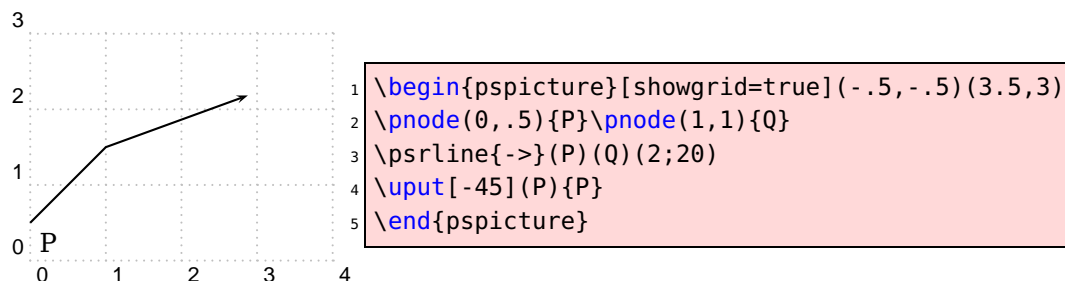 3
2
1
0 P
0 1 2 3 4
1 \begin{pspicture}[showgrid=true](-.5,-.5)(3.5,3)
2 \pnode(0,.5){P}\pnode(1,1){Q}
3 \psrline{->}(P)(Q)(2;20)
4 \uput[-45](P){P}
5 \end{pspicture}